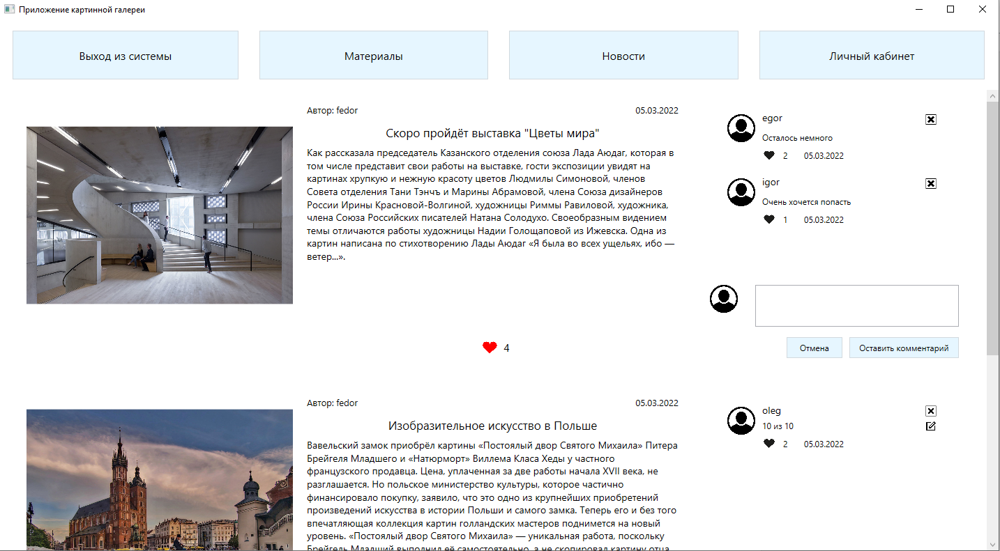 Приложение картинной галереи
Выход из системы
Материалы
Новости
Личный кабинет
Автор: fedor
05.03.2022
Скоро пройдёт выставка "Цветы мира"
Как рассказала председатель Казанского отделения союза Лада Аюдаг, которая в
том числе представит свои работы на выставке, гости экспозиции увидят на
картинах хрупкую и нежную красоту цветов Людмилы Симоновой, членов
Совета отделения Тани Тэнчъ и Марины Абрамовой, члена Союза дизайнеров
России Ирины Красновой-Волгиной, художницы Риммы Равиловой, художника,
члена Союза Российских писателей Натана Солодухо. Своеобразным видением
темы отличаются работы художницы Надии Голощаповой из Ижевска. Одна из
картин написана по стихотворению Лады Аюдаг «Я была во всех ущельях, ибо —
ветер...».
4
egor
Осталось немного
2
05.03.2022
igor
Очень хочется попасть
1
05.03.2022
Отмена
Оставить комментарий
Автор: fedor
05.03.2022
Изобразительное искусство в Польше
Вавельский замок приобрёл картины «Постоялый двор Святого Михаила» Питера
Брейгеля Младшего и «Натюрморт» Виллема Класа Хеды у частного
французского продавца. Цена, уплаченная за две работы начала XVII века, не
разглашается. Но польское министерство культуры, которое частично
финансировало покупку, заявило, что это одно из крупнейших приобретений
произведений искусства в истории Польши и самого замка. Теперь его и без того
впечатляющая коллекция картин голландских мастеров поднимется на новый
уровень. «Постоялый двор Святого Михаила» — уникальная работа, поскольку
Брейгель Младший выполнил её самостоятельно, а не скопировал картину отца
oleg
10 из 10
2
05.03.2022